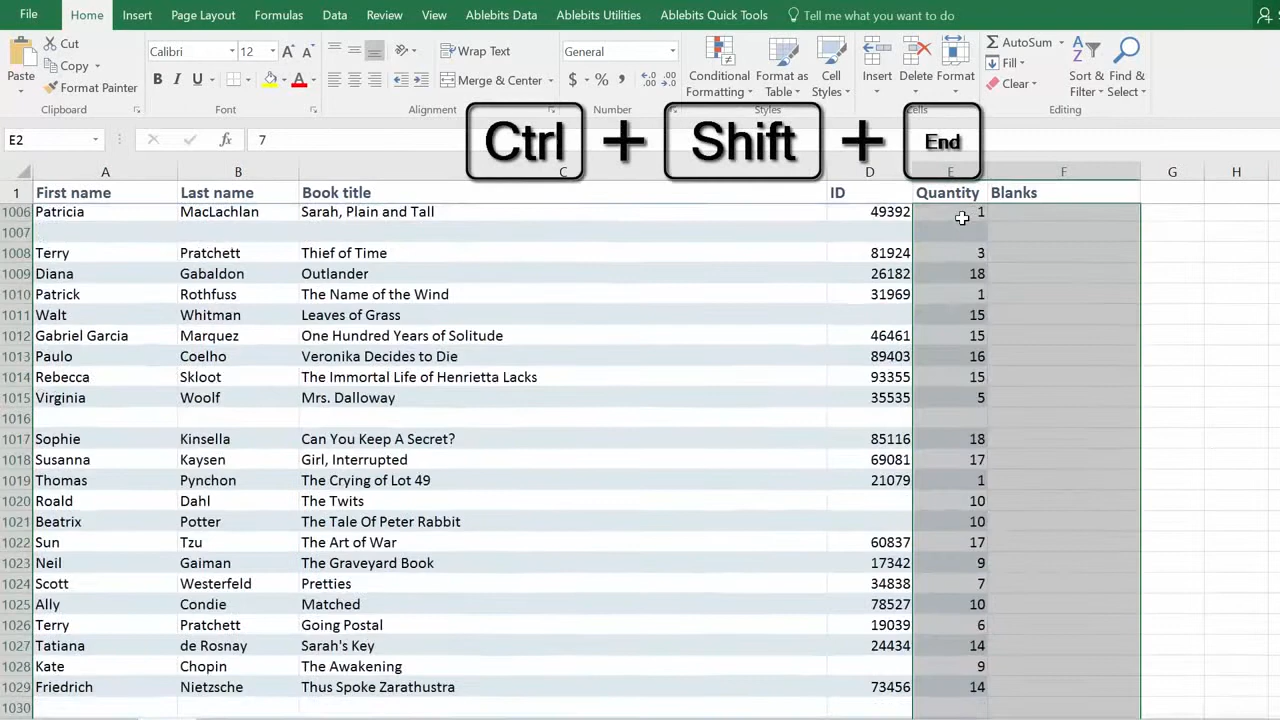 File Home Insert Page Layout Formulas Data Review View Ablebits Data Ablebits Utilities Ablebits Quick Tools Tell me what you want to do
Cut Calibri 12 Wrap Text General AutoSum
Paste Copy Conditional Formatting Format as Table Cell Styles Insert Delete Format Fill Sort & Filter Find & Select
Format Painter B I U A Merge & Center $ % , Clear
Clipboard Font Alignment Number Styles Cells Editing
E2 fx 7
Ctrl + Shift + End
A B C D E F G H
1 First name Last name Book title ID Quantity Blanks
1006 Patricia MacLachlan Sarah, Plain and Tall 49392 1
1007
1008 Terry Pratchett Thief of Time 81924 3
1009 Diana Gabaldon Outlander 26182 18
1010 Patrick Rothfuss The Name of the Wind 31969 1
1011 Walt Whitman Leaves of Grass 15
1012 Gabriel Garcia Marquez One Hundred Years of Solitude 46461 15
1013 Paulo Coelho Veronika Decides to Die 89403 16
1014 Rebecca Skloot The Immortal Life of Henrietta Lacks 93355 15
1015 Virginia Woolf Mrs. Dalloway 35535 5
1016
1017 Sophie Kinsella Can You Keep A Secret? 85116 18
1018 Susanna Kaysen Girl, Interrupted 69081 17
1019 Thomas Pynchon The Crying of Lot 49 21079 1
1020 Roald Dahl The Twits 10
1021 Beatrix Potter The Tale Of Peter Rabbit 10
1022 Sun Tzu The Art of War 60837 17
1023 Neil Gaiman The Graveyard Book 17342 9
1024 Scott Westerfeld Pretties 34838 7
1025 Ally Condie Matched 78527 10
1026 Terry Pratchett Going Postal 19039 6
1027 Tatiana de Rosnay Sarah's Key 24434 14
1028 Kate Chopin The Awakening 9
1029 Friedrich Nietzsche Thus Spoke Zarathustra 73456 14
1030